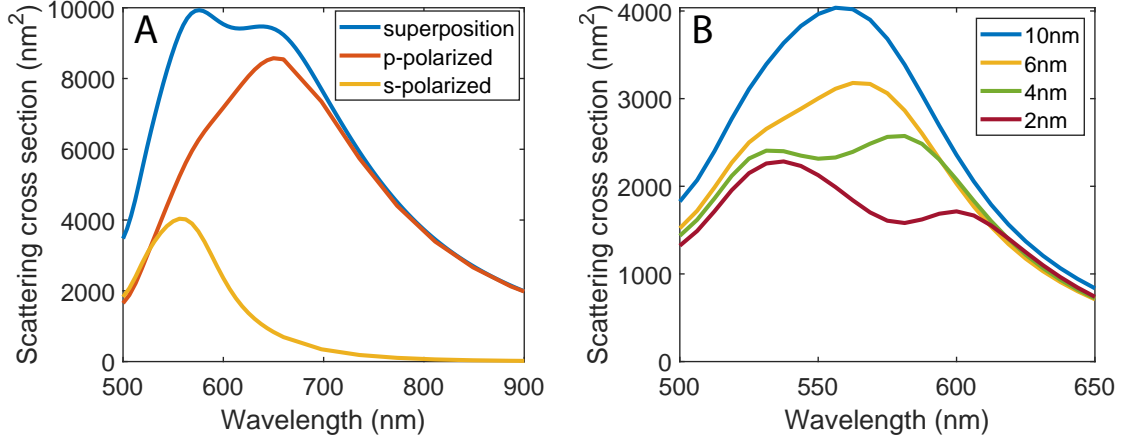 A
superposition
p-polarized
s-polarized
Scattering cross section (nm²)
10000
8000
6000
4000
2000
0
500
600
700
800
900
Wavelength (nm)
B
10nm
6nm
4nm
2nm
Scattering cross section (nm²)
4000
3000
2000
1000
0
500
550
600
650
Wavelength (nm)